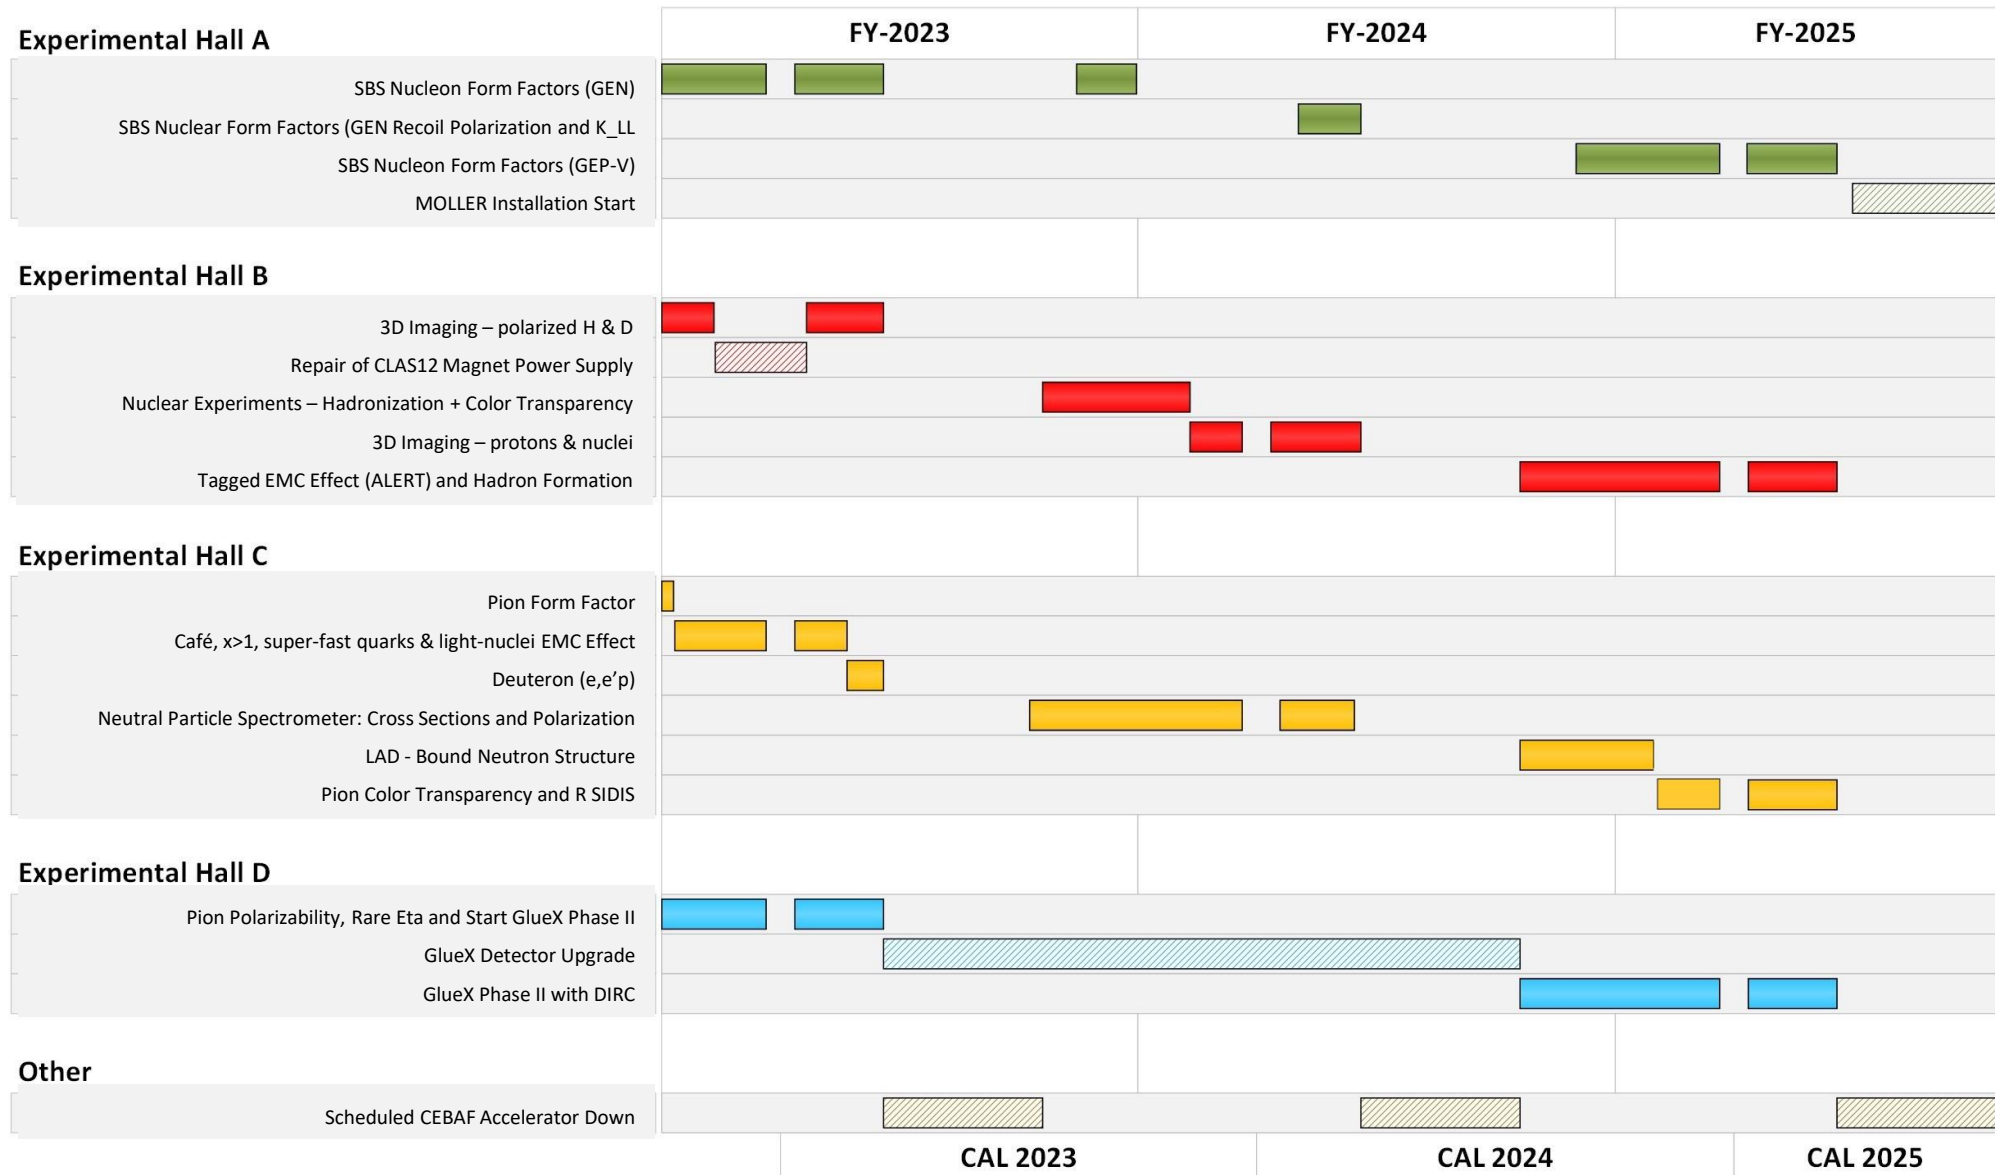 Experimental Hall A
FY-2023 FY-2024 FY-2025
SBS Nucleon Form Factors (GEN)
SBS Nuclear Form Factors (GEN Recoil Polarization and K_LL
SBS Nucleon Form Factors (GEP-V)
MOLLER Installation Start
Experimental Hall B
3D Imaging – polarized H & D
Repair of CLAS12 Magnet Power Supply
Nuclear Experiments – Hadronization + Color Transparency
3D Imaging – protons & nuclei
Tagged EMC Effect (ALERT) and Hadron Formation
Experimental Hall C
Pion Form Factor
Café, x>1, super-fast quarks & light-nuclei EMC Effect
Deuteron (e,e’p)
Neutral Particle Spectrometer: Cross Sections and Polarization
LAD - Bound Neutron Structure
Pion Color Transparency and R SIDIS
Experimental Hall D
Pion Polarizability, Rare Eta and Start GlueX Phase II
GlueX Detector Upgrade
GlueX Phase II with DIRC
Other
Scheduled CEBAF Accelerator Down
CAL 2023 CAL 2024 CAL 2025